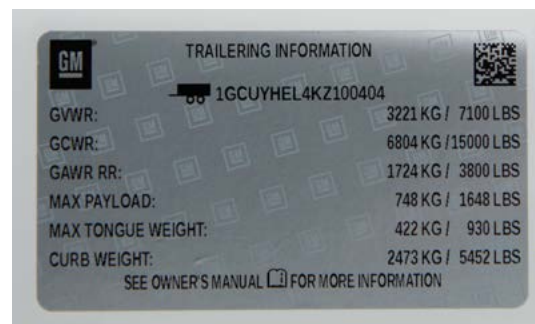 GM
TRAILERING INFORMATION
1GCUYHEL4KZ100404
GVWR: 3221 KG / 7100 LBS
GCWR: 6804 KG / 15000 LBS
GAWR RR: 1724 KG / 3800 LBS
MAX PAYLOAD: 748 KG / 1648 LBS
MAX TONGUE WEIGHT: 422 KG / 930 LBS
CURB WEIGHT: 2473 KG / 5452 LBS
SEE OWNER'S MANUAL FOR MORE INFORMATION